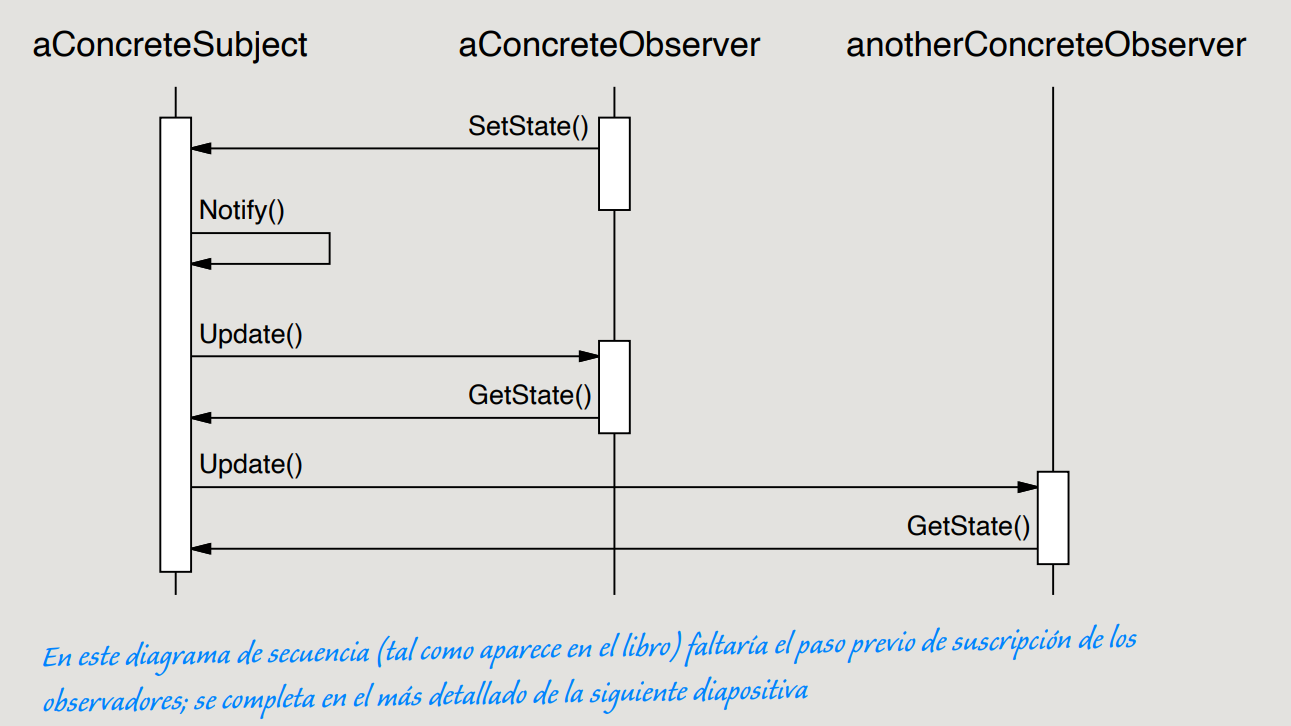 aConcreteSubject aConcreteObserver anotherConcreteObserver
SetState()
Notify()
Update()
GetState()
Update()
GetState()
En este diagrama de secuencia (tal como aparece en el libro) faltaría el paso previo de suscripción de los
observadores; se completa en el más detallado de la siguiente diapositiva